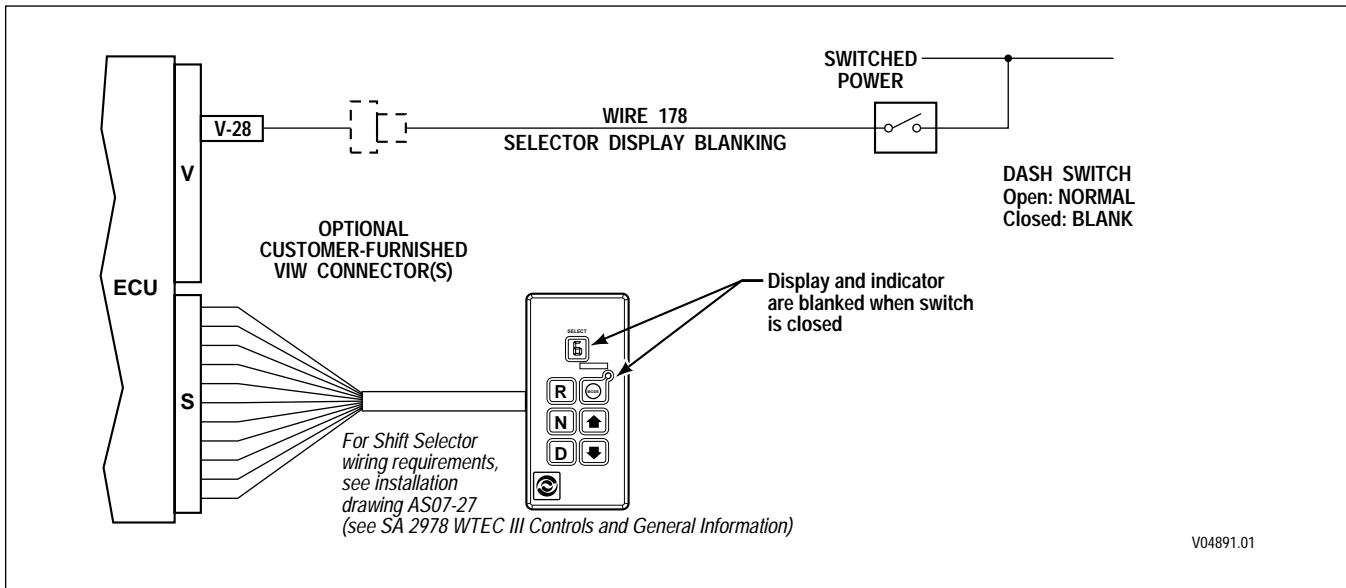 SWITCHED
POWER
V-28
WIRE 178
SELECTOR DISPLAY BLANKING
V
DASH SWITCH
Open: NORMAL
Closed: BLANK
OPTIONAL
CUSTOMER-FURNISHED
VIW CONNECTOR(S)
ECU
Display and indicator
are blanked when switch
is closed
SELECT
6
S
R
MODE
N
D
For Shift Selector
wiring requirements,
see installation
drawing AS07-27
(see SA 2978 WTEC III Controls and General Information)
V04891.01